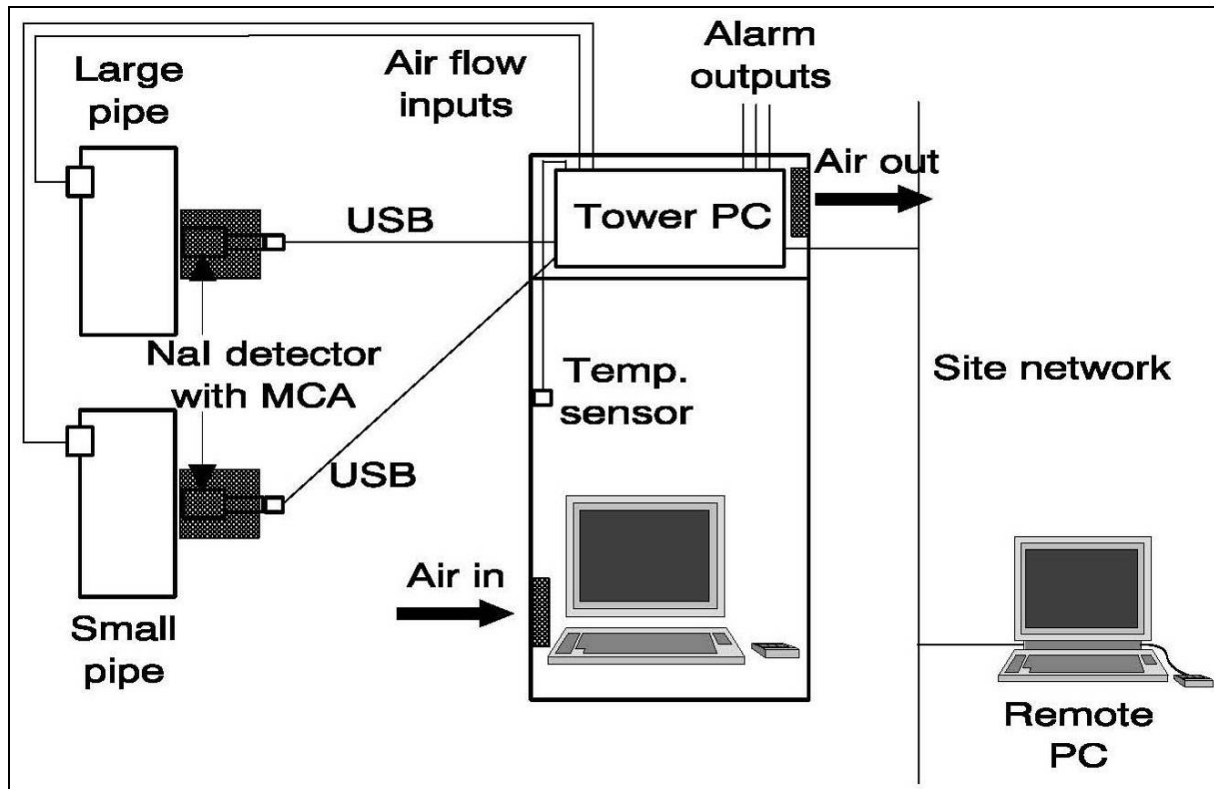 Large
pipe
Air flow
inputs
Alarm
outputs
Air out
USB
Tower PC
NaI detector
with MCA
Temp.
sensor
Site network
USB
Air in
Small
pipe
Remote
PC